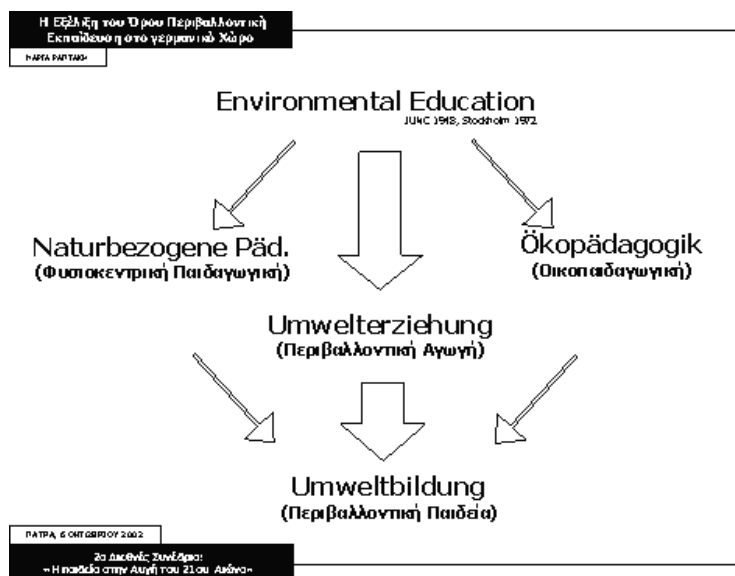 Η Εξέλιξη του Όρου Περιβαλλοντική
Εκπαίδευση στο γερμανικό Χώρο
ΜΑΡΙΑ ΡΑΠΤΑΚΗ
Environmental Education
IUNC 1948, Stockholm 1972
Naturbezogene Päd.
(Φυσιοκεντρική Παιδαγωγική)
Ökopädagogik
(Οικοπαιδαγωγική)
Umwelterziehung
(Περιβαλλοντική Αγωγή)
Umweltbildung
(Περιβαλλοντική Παιδεία)
ΠΑΤΡΑ, 6 ΟΚΤΩΒΡΙΟΥ 2002
2ο Διεθνές Συνέδριο:
«Η παιδεία στην Αυγή του 21ου Αιώνα»